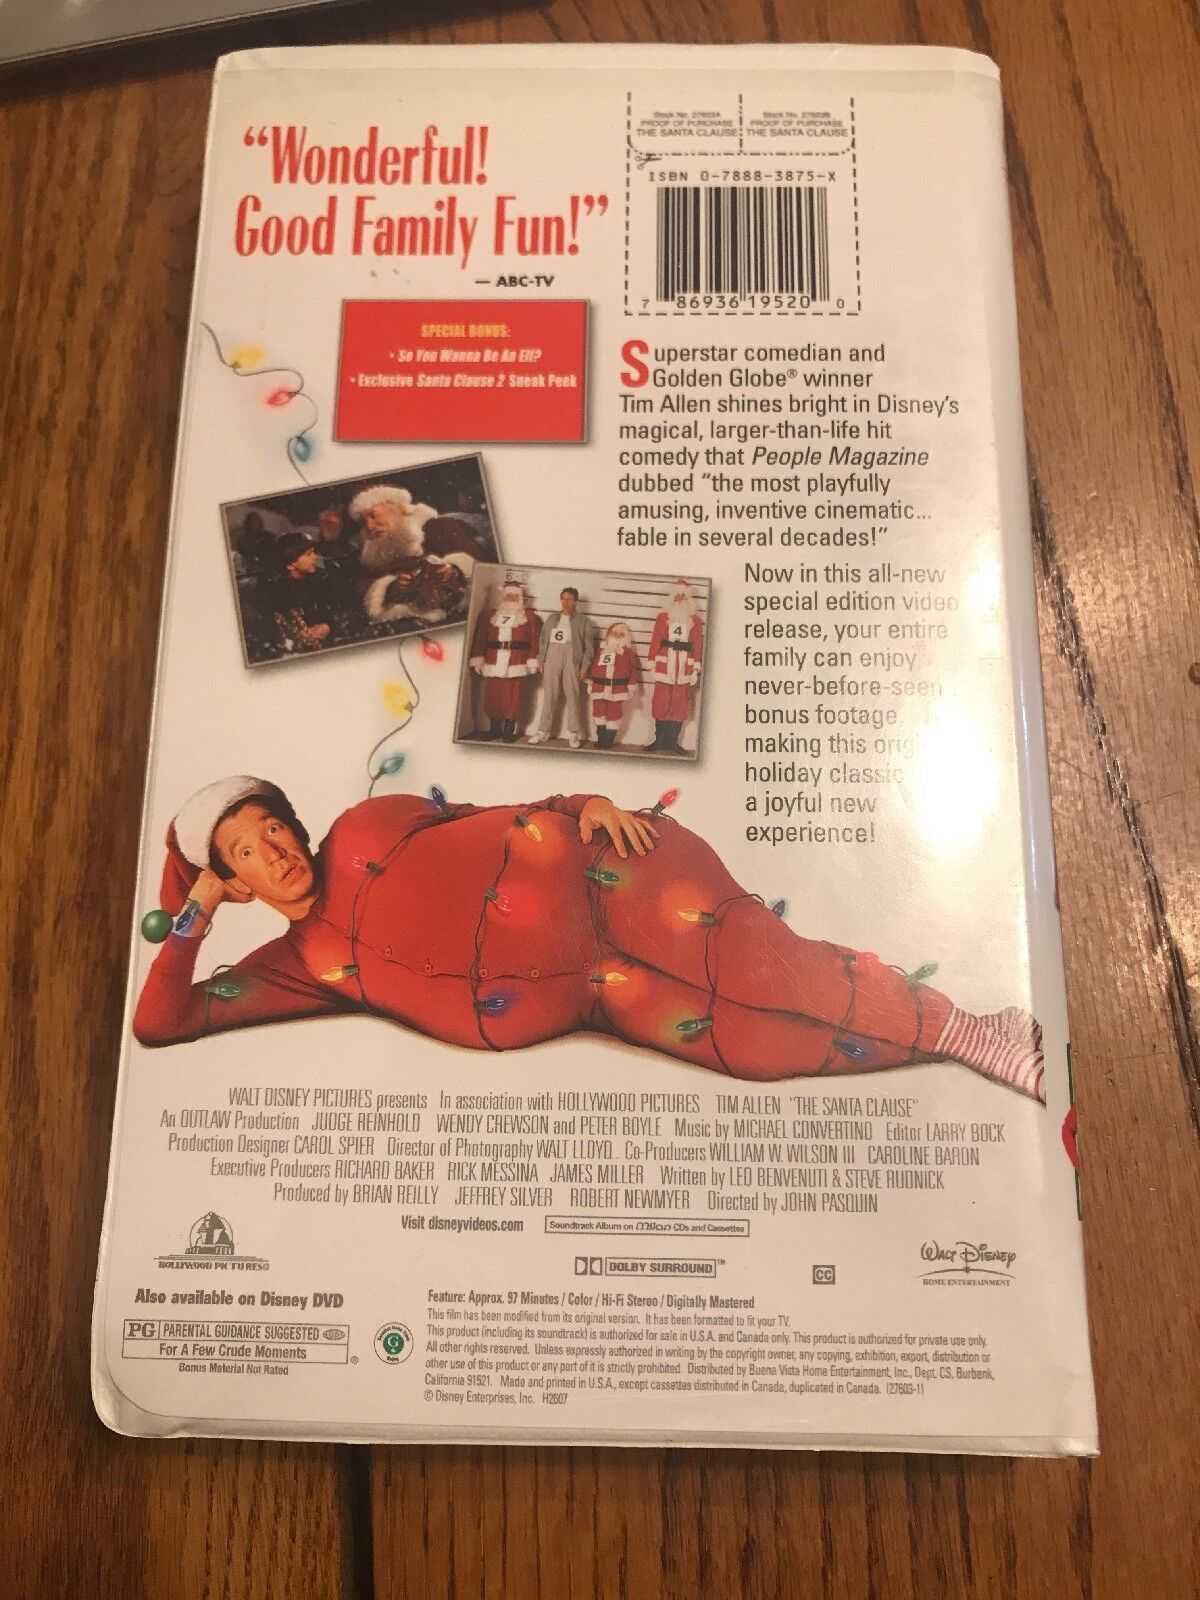 “Wonderful!
Good Family Fun!”
— ABC-TV
Stock No. 27603A
PROOF OF PURCHASE
THE SANTA CLAUSE
Stock No. 27603B
PROOF OF PURCHASE
THE SANTA CLAUSE
ISBN 0-7888-3875-X
7 86936 19520 0
SPECIAL BONUS:
• So You Wanna Be An Elf?
• Exclusive Santa Clause 2 Sneak Peek
Superstar comedian and
Golden Globe® winner
Tim Allen shines bright in Disney’s
magical, larger-than-life hit
comedy that People Magazine
dubbed “the most playfully
amusing, inventive cinematic...
fable in several decades!”
7
6
5
4
Now in this all-new
special edition video
release, your entire
family can enjoy
never-before-seen
bonus footage,
making this original
holiday classic
a joyful new
experience!
WALT DISNEY PICTURES presents In association with HOLLYWOOD PICTURES TIM ALLEN "THE SANTA CLAUSE"
An OUTLAW Production JUDGE REINHOLD WENDY CREWSON and PETER BOYLE Music by MICHAEL CONVERTINO Editor LARRY BOCK
Production Designer CAROL SPIER Director of Photography WALT LLOYD Co-Producers WILLIAM W. WILSON III CAROLINE BARON
Executive Producers RICHARD BAKER RICK MESSINA JAMES MILLER Written by LEO BENVENUTI & STEVE RUDNICK
Produced by BRIAN REILLY JEFFREY SILVER ROBERT NEWMYER Directed by JOHN PASQUIN
Visit disneyvideos.com
Soundtrack Album on Milan CDs and Cassettes
HOLLYWOOD PICTURES®
DOLBY SURROUND™
CC
WALT DISNEY
HOME ENTERTAINMENT
Also available on Disney DVD
PG PARENTAL GUIDANCE SUGGESTED
For A Few Crude Moments
®
Bonus Material Not Rated
G
Feature: Approx. 97 Minutes / Color / Hi-Fi Stereo / Digitally Mastered
This film has been modified from its original version. It has been formatted to fit your TV.
This product (including its soundtrack) is authorized for sale in U.S.A. and Canada only. This product is authorized for private use only.
All other rights reserved. Unless expressly authorized in writing by the copyright owner, any copying, exhibition, export, distribution or
other use of this product or any part of it is strictly prohibited. Distributed by Buena Vista Home Entertainment, Inc., Dept. CS, Burbank,
California 91521. Made and printed in U.S.A., except cassettes distributed in Canada, duplicated in Canada. (27603-1)
© Disney Enterprises, Inc. H2607